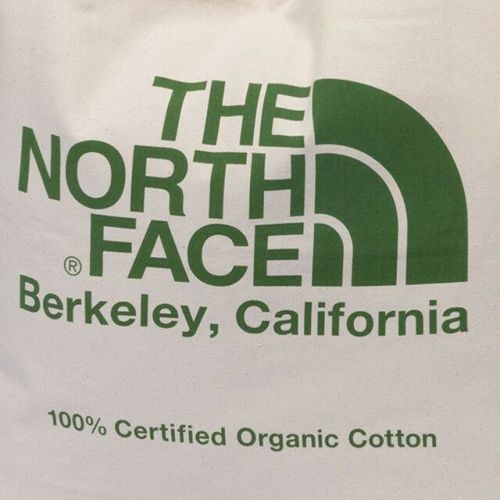 THE
NORTH
® FACE
Berkeley, California
100% Certified Organic Cotton